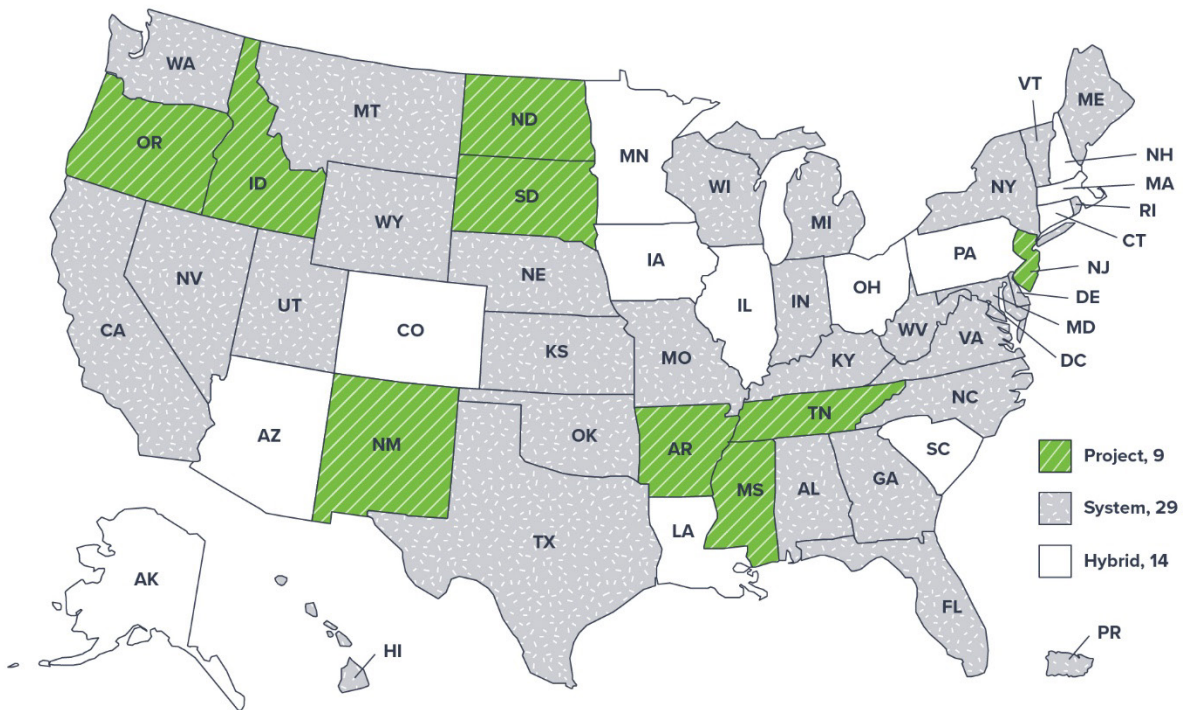 WA
MT
ND
MN
OR
ID
SD
WI
MI
WY
NE
IA
NV
UT
CO
CA
KS
MO
IL
IN
OH
KY
WV
VA
PA
NY
VT
ME
NH
MA
RI
CT
NJ
DE
MD
DC
AZ
NM
OK
AR
TN
NC
SC
MS
AL
GA
LA
TX
FL
AK
HI
PR
Project, 9
System, 29
Hybrid, 14